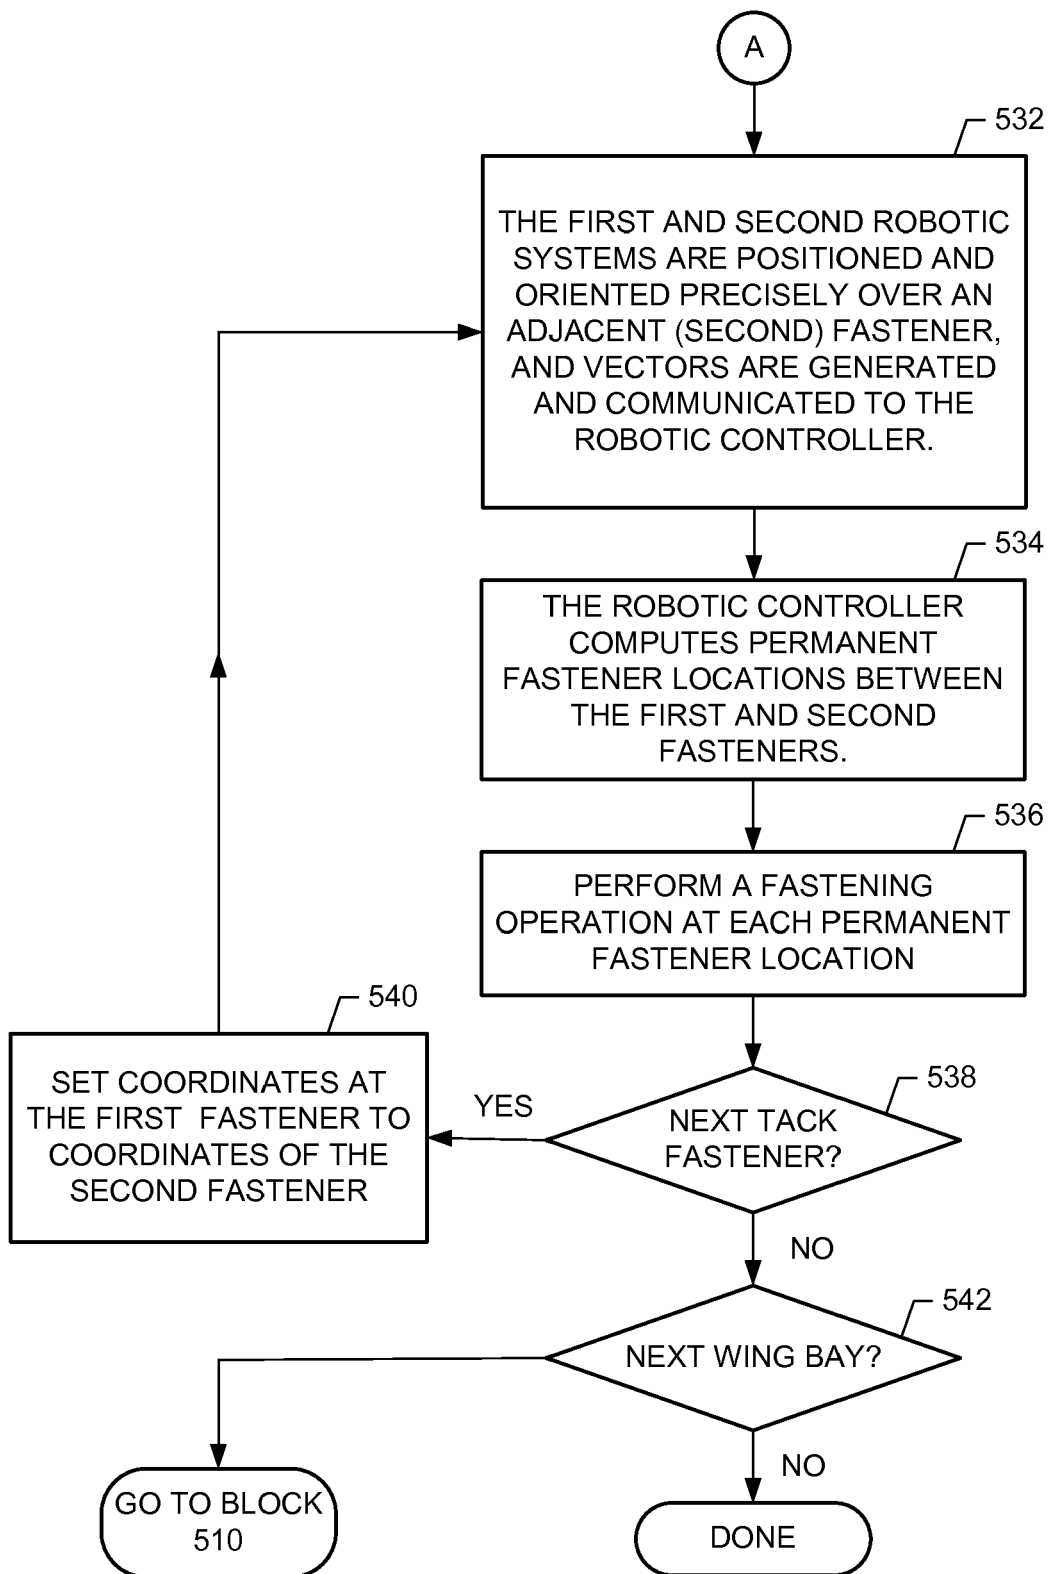 A
532
THE FIRST AND SECOND ROBOTIC
SYSTEMS ARE POSITIONED AND
ORIENTED PRECISELY OVER AN
ADJACENT (SECOND) FASTENER,
AND VECTORS ARE GENERATED
AND COMMUNICATED TO THE
ROBOTIC CONTROLLER.
534
THE ROBOTIC CONTROLLER
COMPUTES PERMANENT
FASTENER LOCATIONS BETWEEN
THE FIRST AND SECOND
FASTENERS.
536
PERFORM A FASTENING
OPERATION AT EACH PERMANENT
FASTENER LOCATION
540
SET COORDINATES AT
THE FIRST FASTENER TO
COORDINATES OF THE
SECOND FASTENER
YES
538
NEXT TACK
FASTENER?
NO
542
NEXT WING BAY?
NO
GO TO BLOCK
510
DONE